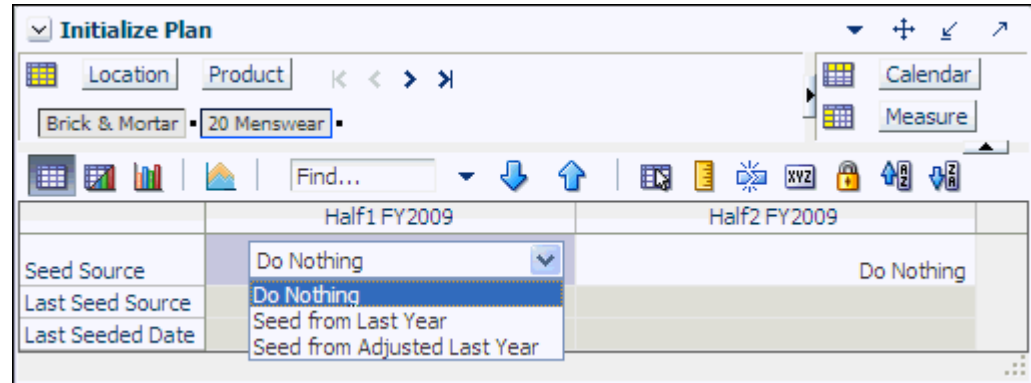 Initialize Plan
Location Product Calendar
Measure
Brick & Mortar 20 Menswear
Find... XYZ A Z Z A
Half1 FY2009 Half2 FY2009
Seed Source Do Nothing Do Nothing
Do Nothing
Last Seed Source
Seed from Last Year
Last Seeded Date
Seed from Adjusted Last Year